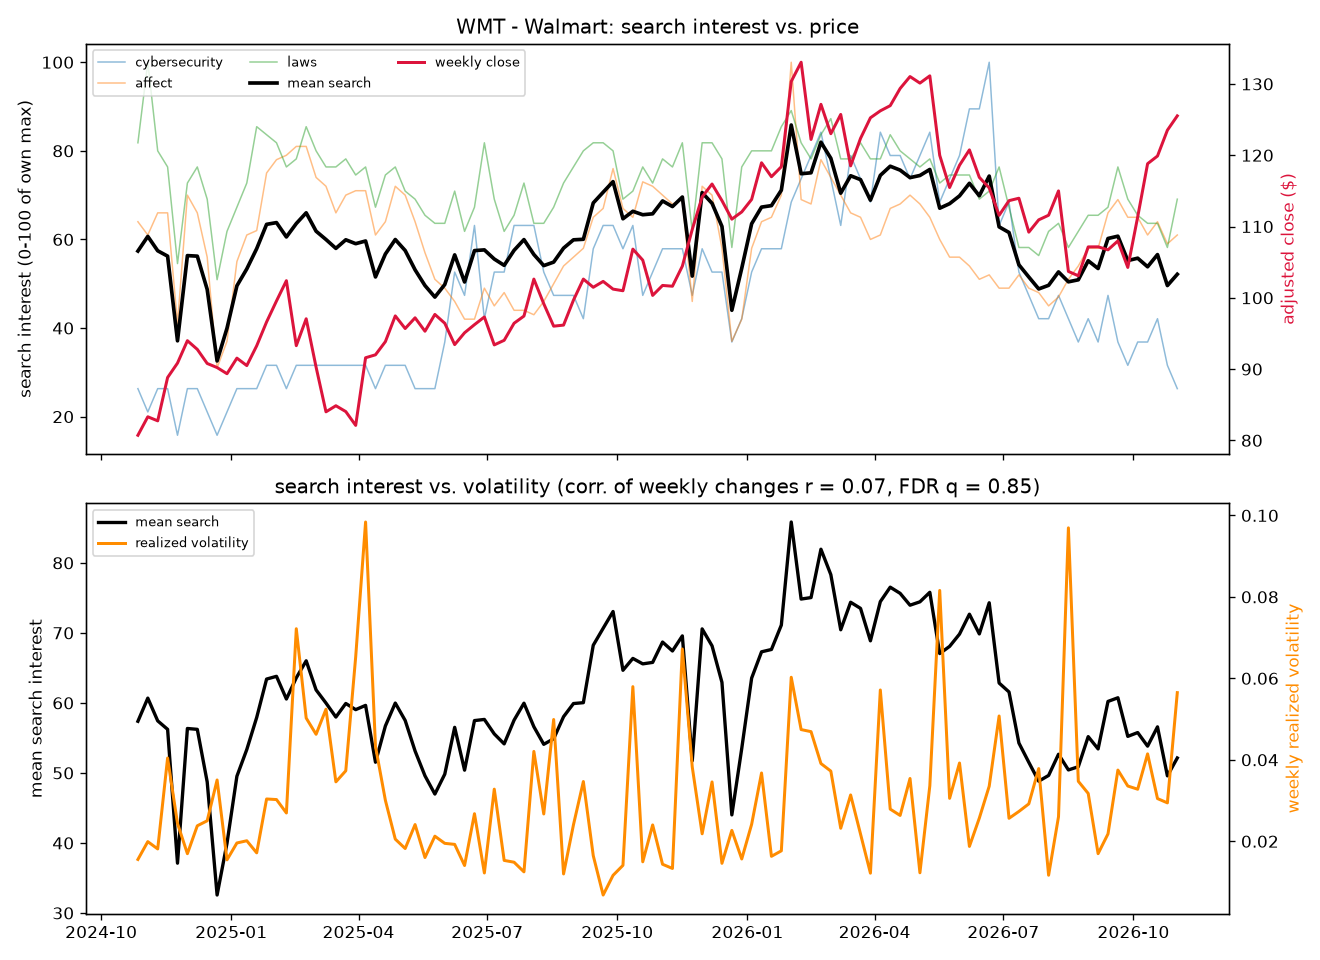 WMT - Walmart: search interest vs. price
cybersecurity
affect
laws
mean search
weekly close
search interest (0-100 of own max)
100
80
60
40
20
130
120
110
100
90
80
adjusted close ($)
search interest vs. volatility (corr. of weekly changes r = 0.07, FDR q = 0.85)
mean search
realized volatility
mean search interest
80
70
60
50
40
30
0.10
0.08
0.06
0.04
0.02
weekly realized volatility
2024-10
2025-01
2025-04
2025-07
2025-10
2026-01
2026-04
2026-07
2026-10